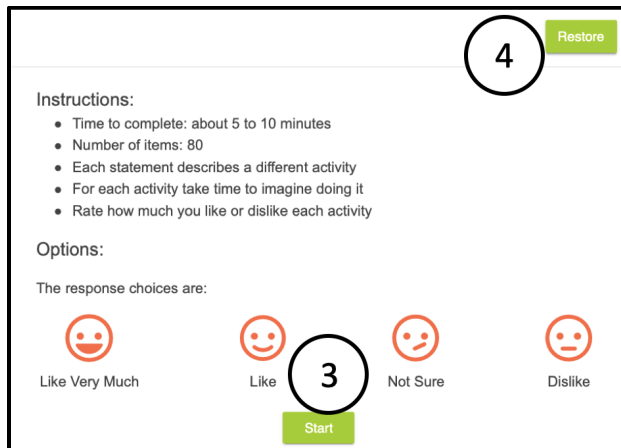 4
Restore
Instructions:
• Time to complete: about 5 to 10 minutes
• Number of items: 80
• Each statement describes a different activity
• For each activity take time to imagine doing it
• Rate how much you like or dislike each activity
Options:
The response choices are:
Like Very Much
Like
Not Sure
Dislike
3
Start